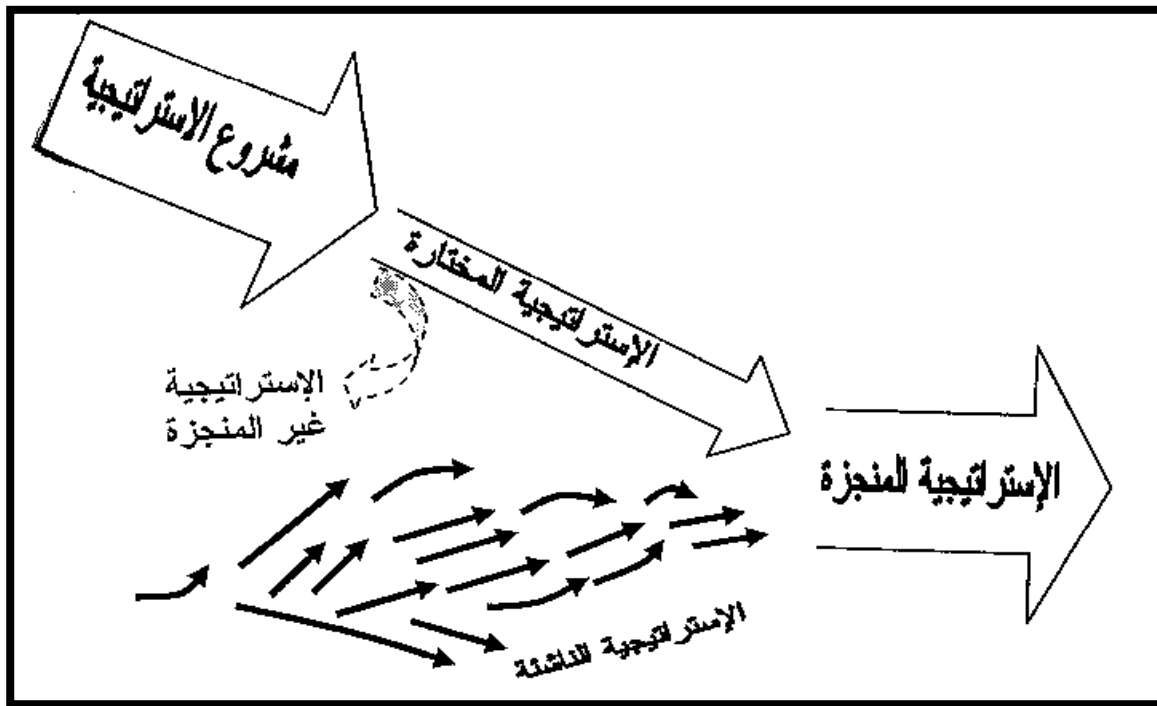 مشروع الاستراتيجية
الإستراتيجية المختارة
الإستراتيجية
غير المنجزة
الإستراتيجية المنجزة
الإستراتيجية الناشئة